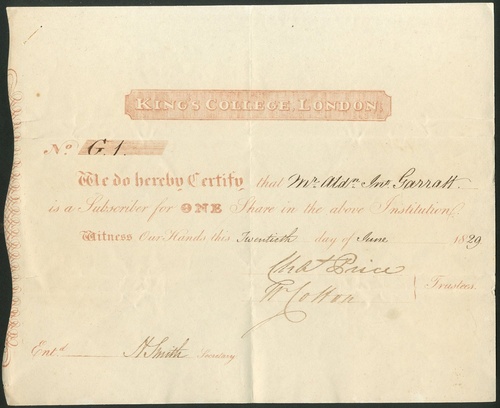 KING'S COLLEGE, LONDON
No. G.1.
We do hereby Certify that Mr. Aldn. Jno. Garratt
is a Subscriber for ONE Share in the above Institution.
Witness Our Hands this Twentieth day of June 1829
Chas. Price
Wm. Cotton
Trustees
Entd. H Smith Secretary